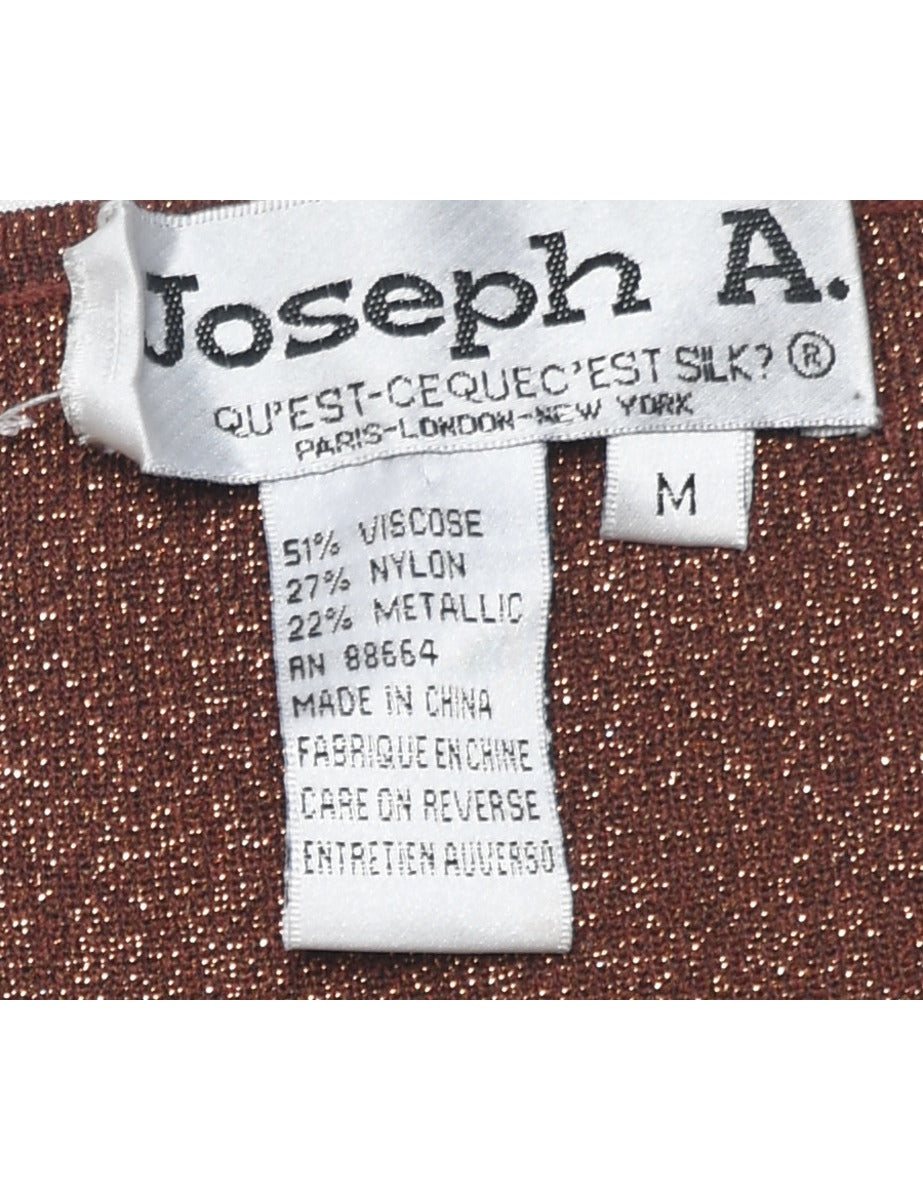 Joseph A.
QU'EST-CEQUEC'EST SILK? ®
PARIS-LONDON-NEW YORK
M
51% VISCOSE
27% NYLON
22% METALLIC
RN 88664
MADE IN CHINA
FABRIQUE EN CHINE
CARE ON REVERSE
ENTRETIEN AUVERSO